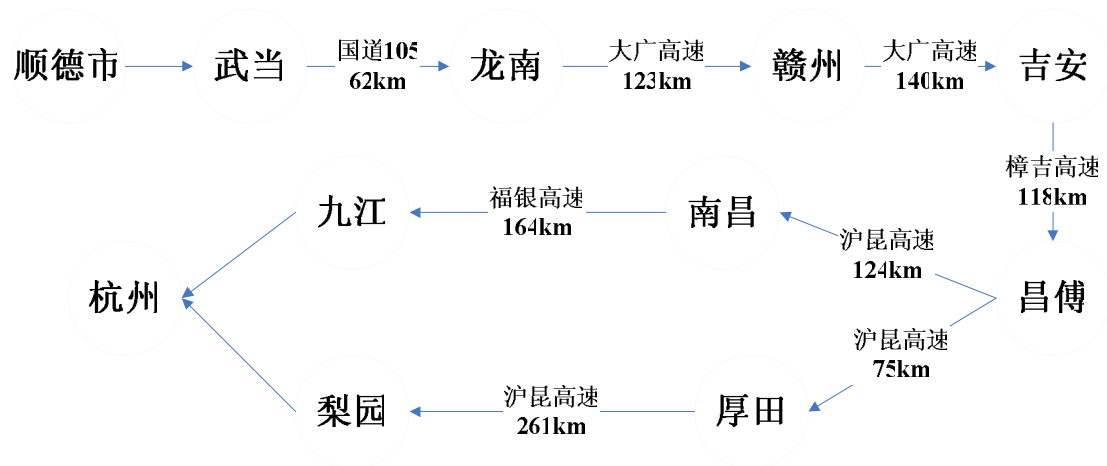 顺德市
武当
国道105
62km
龙南
大广高速
123km
赣州
大广高速
140km
吉安
樟吉高速
118km
九江
福银高速
164km
南昌
沪昆高速
124km
杭州
昌傅
沪昆高速
75km
梨园
沪昆高速
261km
厚田